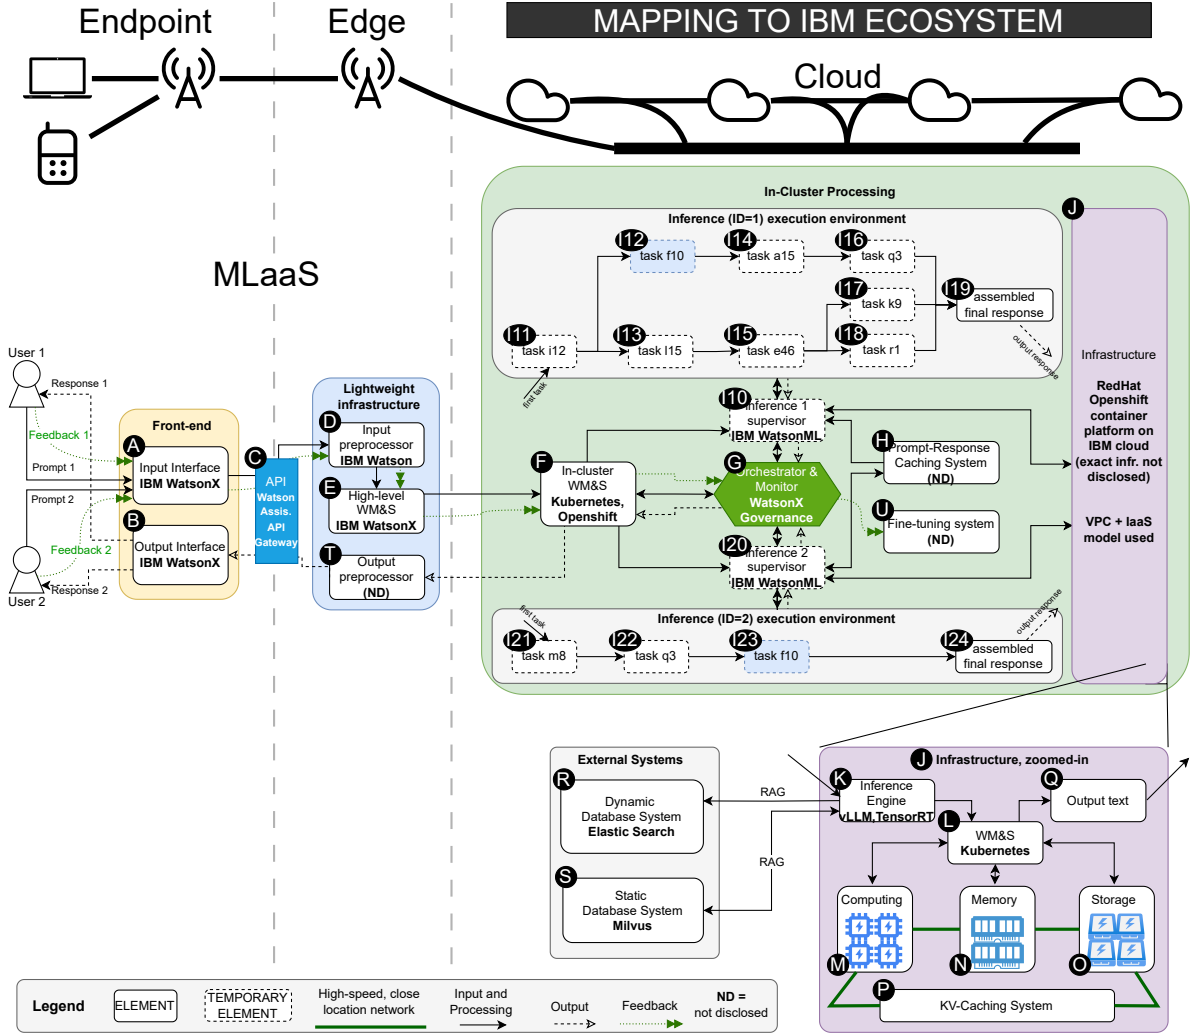 Endpoint
Edge
MAPPING TO IBM ECOSYSTEM
Cloud
MLaaS
In-Cluster Processing
Inference (ID=1) execution environment
J
I12
task f10
I14
task a15
I16
task q3
I17
task k9
I19
assembled
final response
I11
task i12
I13
task l15
I15
task e46
I18
task r1
first task
output response
Infrastructure
RedHat
Openshift
container
platform on
IBM cloud
(exact infr. not
disclosed)
VPC + IaaS
model used
User 1
Response 1
Feedback 1
Prompt 1
Prompt 2
Feedback 2
Response 2
User 2
Front-end
A
Input Interface
IBM WatsonX
B
Output Interface
IBM WatsonX
C
API
Watson
Assis.
API
Gateway
Lightweight
infrastructure
D
Input
preprocessor
IBM Watson
E
High-level
WM&S
IBM WatsonX
T
Output
preprocessor
(ND)
F
In-cluster
WM&S
Kubernetes,
Openshift
I10
Inference 1
supervisor
IBM WatsonML
G
Orchestrator &
Monitor
WatsonX
Governance
I20
Inference 2
supervisor
IBM WatsonML
H
Prompt-Response
Caching System
(ND)
U
Fine-tuning system
(ND)
Inference (ID=2) execution environment
first task
output response
I21
task m8
I22
task q3
I23
task f10
I24
assembled
final response
External Systems
R
Dynamic
Database System
Elastic Search
S
Static
Database System
Milvus
RAG
RAG
J
Infrastructure, zoomed-in
K
Inference
Engine
vLLM,TensorRT
Q
Output text
L
WM&S
Kubernetes
Computing
M
Memory
N
Storage
O
P
KV-Caching System
Legend
ELEMENT
TEMPORARY
ELEMENT
High-speed, close
location network
Input and
Processing
Output
Feedback
ND =
not disclosed